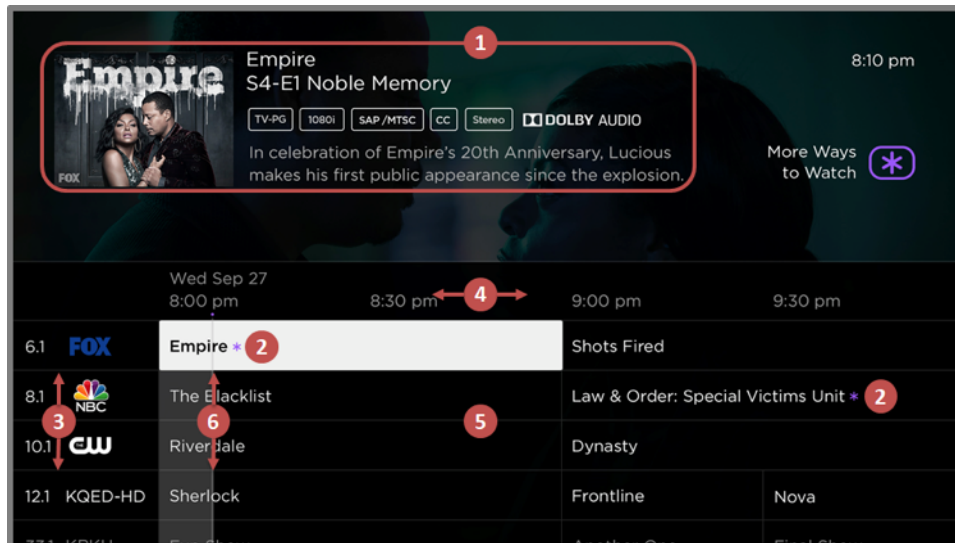 1
Empire
Empire
S4-E1 Noble Memory
8:10 pm
TV-PG 1080i SAP/MTSC CC Stereo DOLBY AUDIO
In celebration of Empire's 20th Anniversary, Lucious
makes his first public appearance since the explosion.
FOX
More Ways
to Watch *
Wed Sep 27
8:00 pm 8:30 pm 4 9:00 pm 9:30 pm
6.1 FOX Empire * 2 Shots Fired
8.1 NBC The Blacklist Law & Order: Special Victims Unit * 2
3 6 5
10.1 THE CW Riverdale Dynasty
12.1 KQED-HD Sherlock Frontline Nova